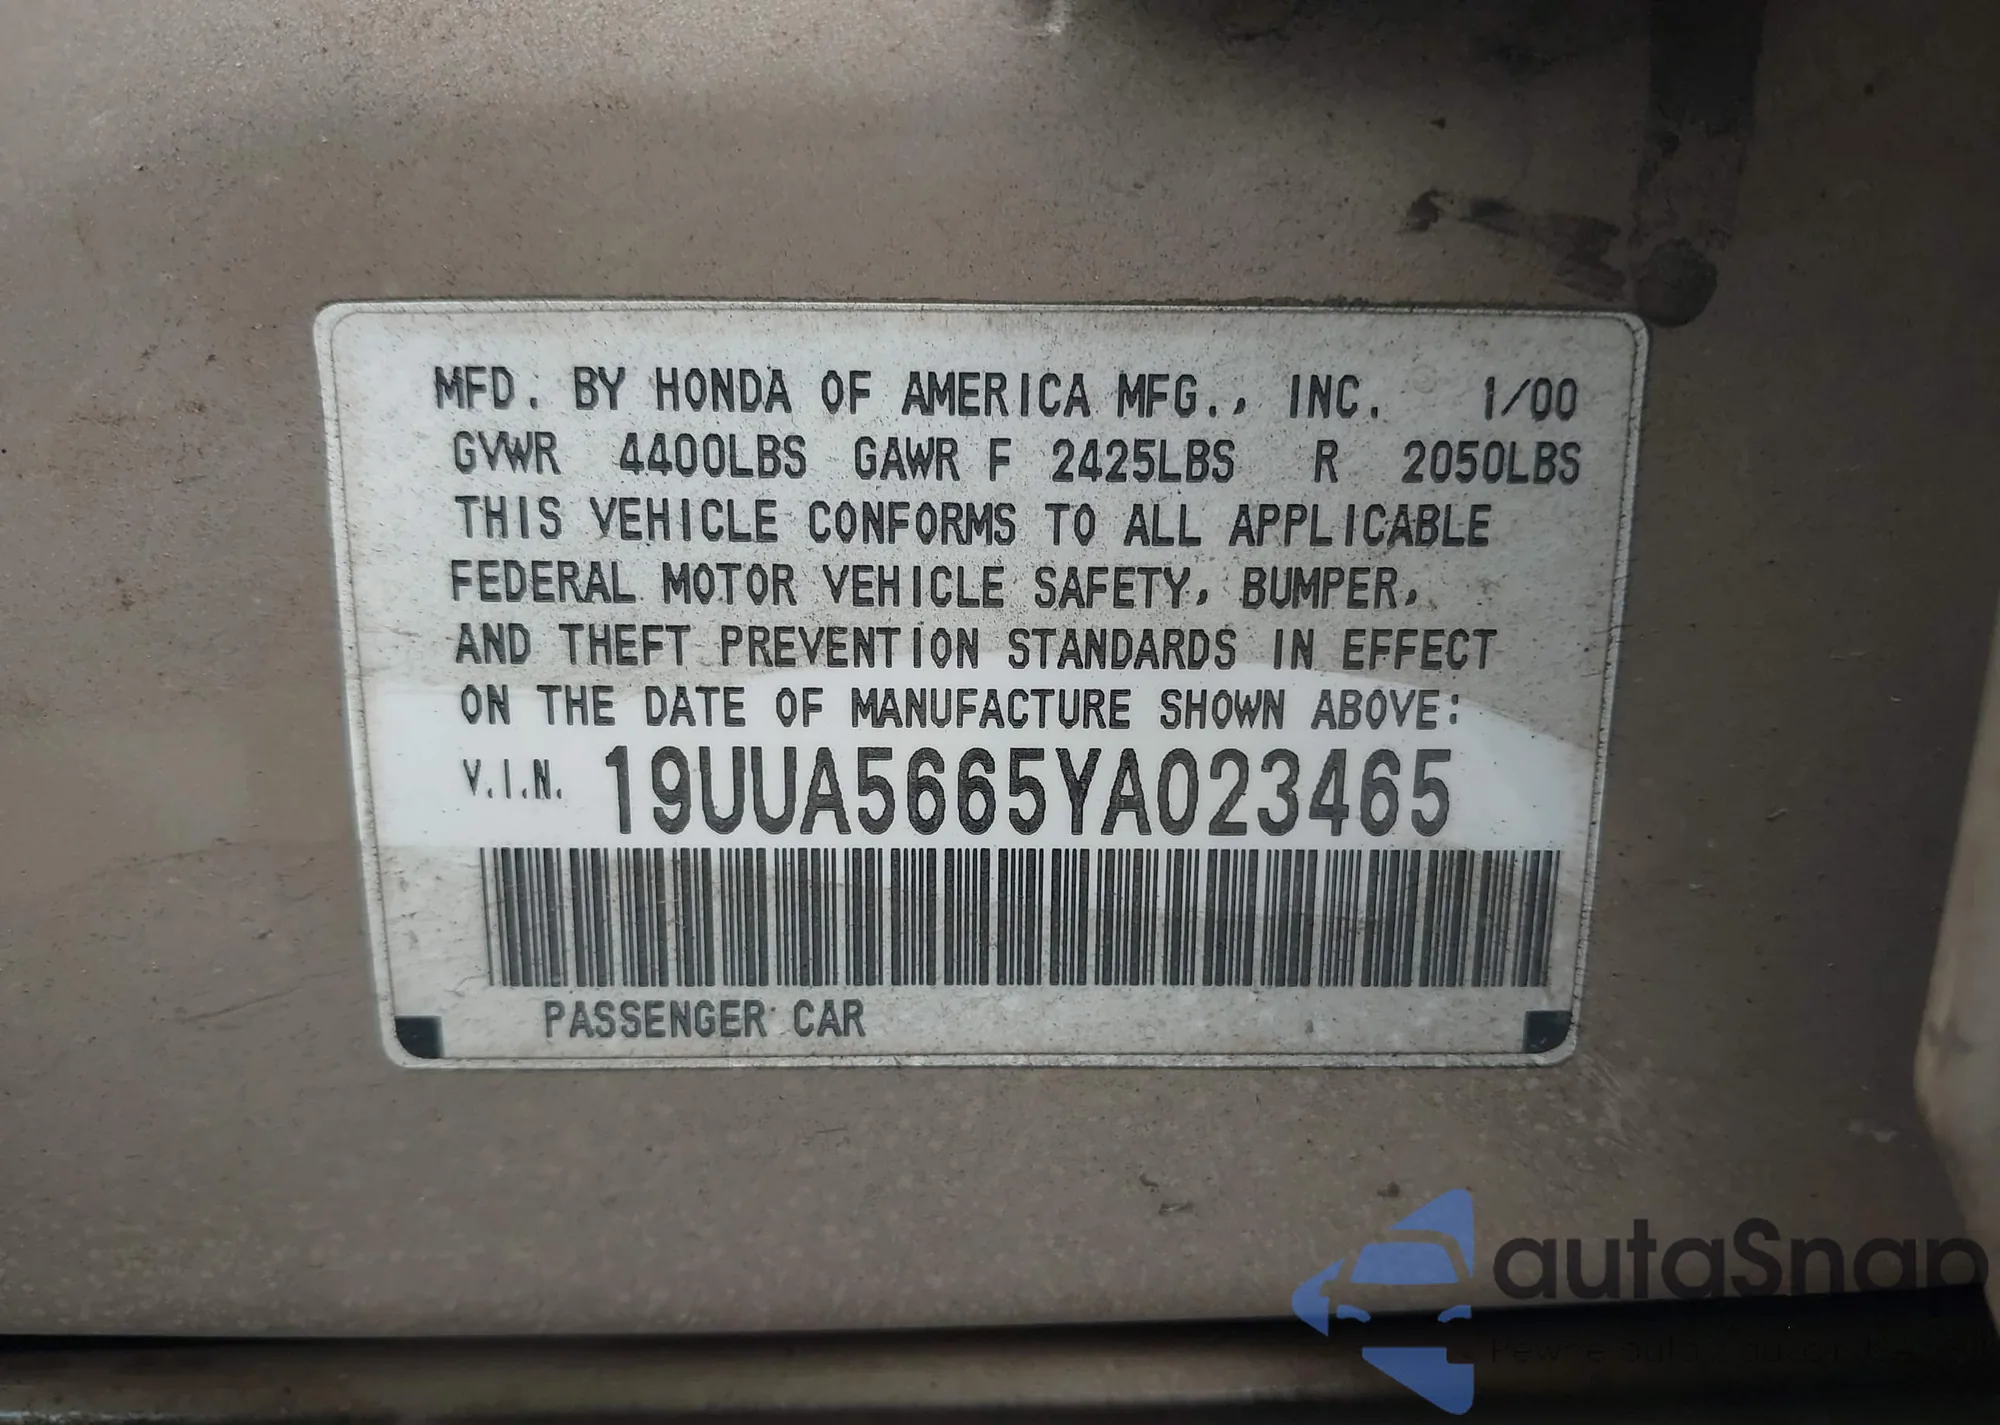 MFD. BY HONDA OF AMERICA MFG., INC. 1/00
GVWR 4400LBS GAWR F 2425LBS R 2050LBS
THIS VEHICLE CONFORMS TO ALL APPLICABLE
FEDERAL MOTOR VEHICLE SAFETY, BUMPER,
AND THEFT PREVENTION STANDARDS IN EFFECT
ON THE DATE OF MANUFACTURE SHOWN ABOVE:
V.I.N. 19UUA5665YA023465
PASSENGER CAR
autaSnap